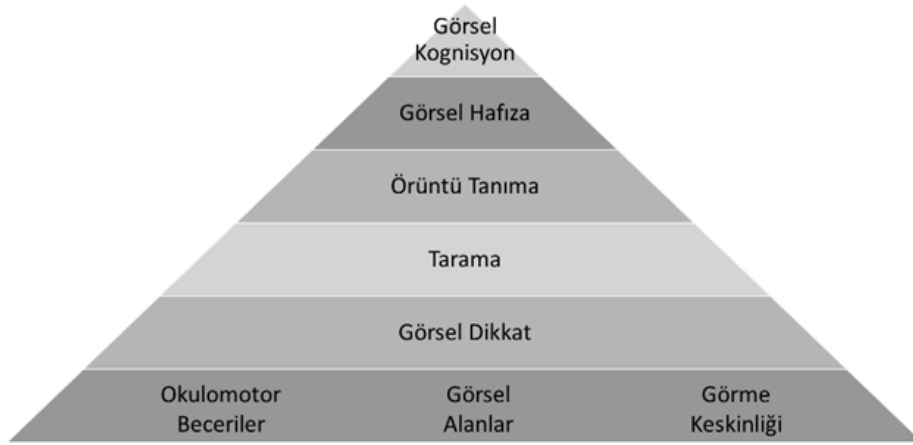 Görsel
Kognisyon
Görsel Hafıza
Örüntü Tanıma
Tarama
Görsel Dikkat
Okulomotor Görsel Görme
Beceriler Alanlar Keskinliği